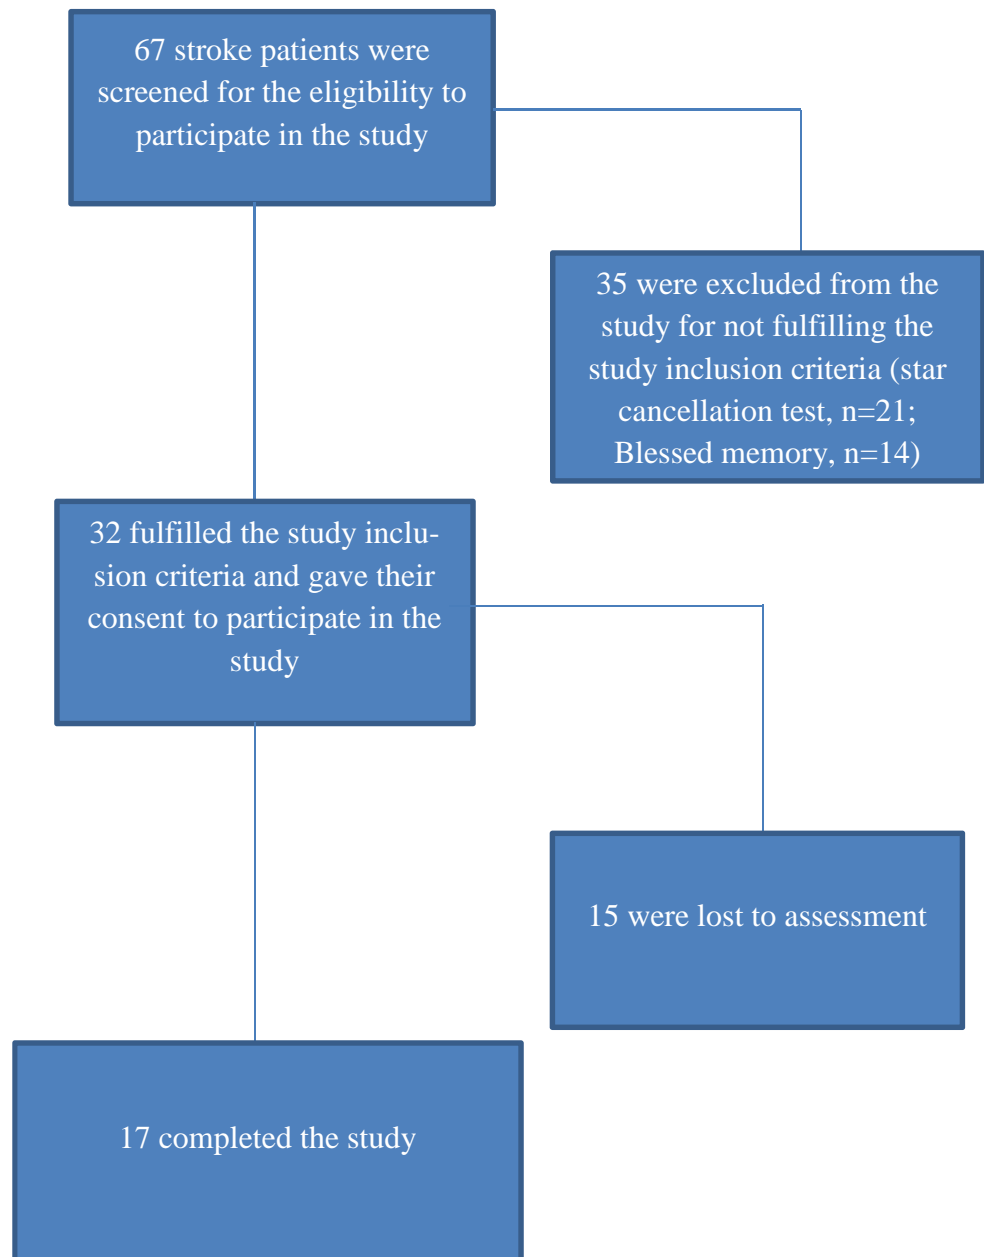 67 stroke patients were
screened for the eligibility to
participate in the study
35 were excluded from the
study for not fulfilling the
study inclusion criteria (star
cancellation test, n=21;
Blessed memory, n=14)
32 fulfilled the study inclu-
sion criteria and gave their
consent to participate in the
study
15 were lost to assessment
17 completed the study